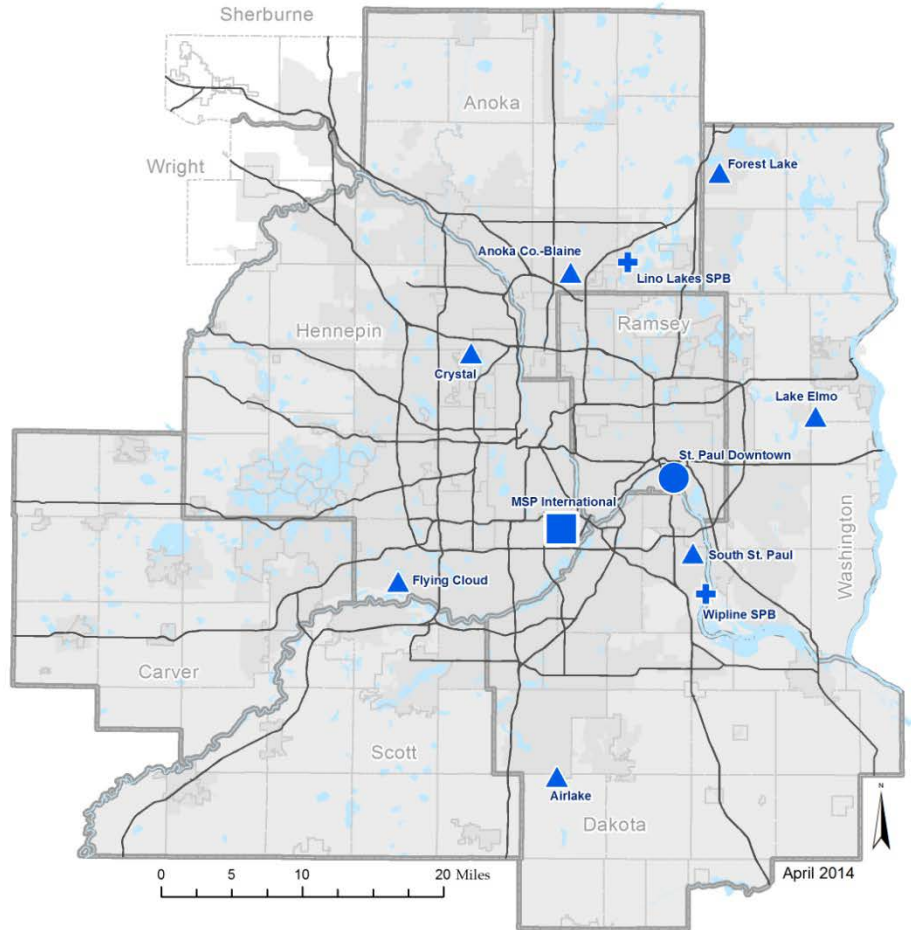 Sherburne
Anoka
Wright
Forest Lake
Anoka Co.-Blaine
Lino Lakes SPB
Hennepin
Ramsey
Crystal
Lake Elmo
St. Paul Downtown
MSP International
South St. Paul
Washington
Flying Cloud
Wipline SPB
Carver
Scott
Airlake
Dakota
N
April 2014
0 5 10 20 Miles